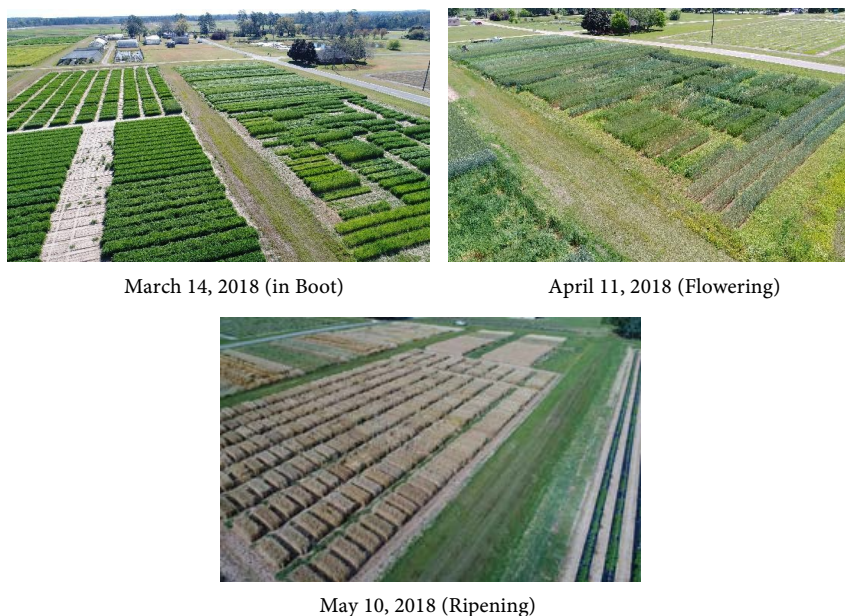 March 14, 2018 (in Boot)
April 11, 2018 (Flowering)
May 10, 2018 (Ripening)